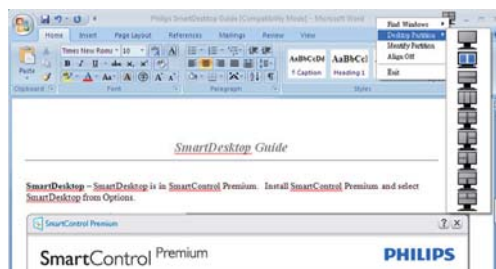 Philips SmartDesktop Guide [Compatibility Mode] - Microsoft Word
Home Insert Page Layout References Mailings Review View
Find Windows
Desktop Partition
Identify Partition
Align Off
Exit
Times New Roma 10
Paste
AaBbCcDd AaBbCcI
¶ Caption Heading 1
Clipboard Font Paragraph Styles
SmartDesktop Guide
SmartDesktop – SmartDesktop is in SmartControl Premium. Install SmartControl Premium and select
SmartDesktop from Options.
SmartControl Premium
SmartControl Premium
PHILIPS